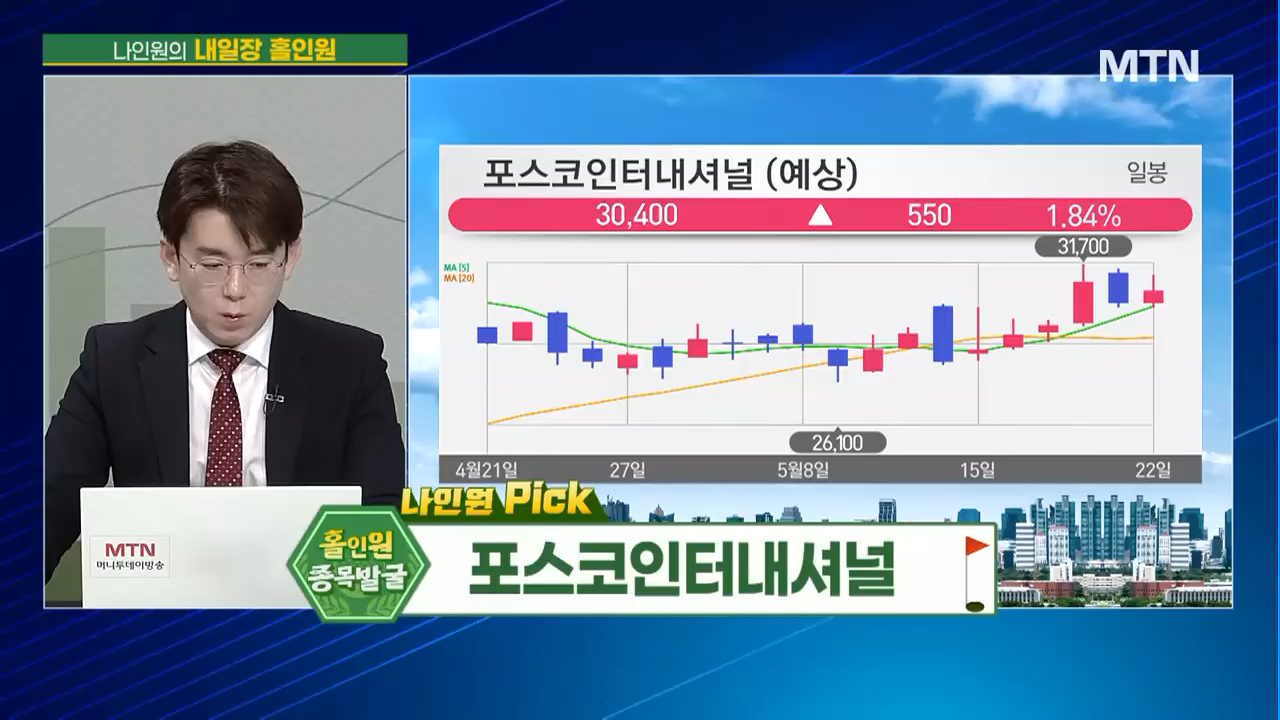 나인원의 내일장 홀인원
MTN
포스코인터내셔널 (예상)
일봉
30,400 ▲ 550 1.84%
31,700
MA [5]
MA [20]
26,100
4월21일 27일 5월8일 15일 22일
나인원 Pick
홀인원
종목발굴
포스코인터내셔널
MTN
머니투데이방송